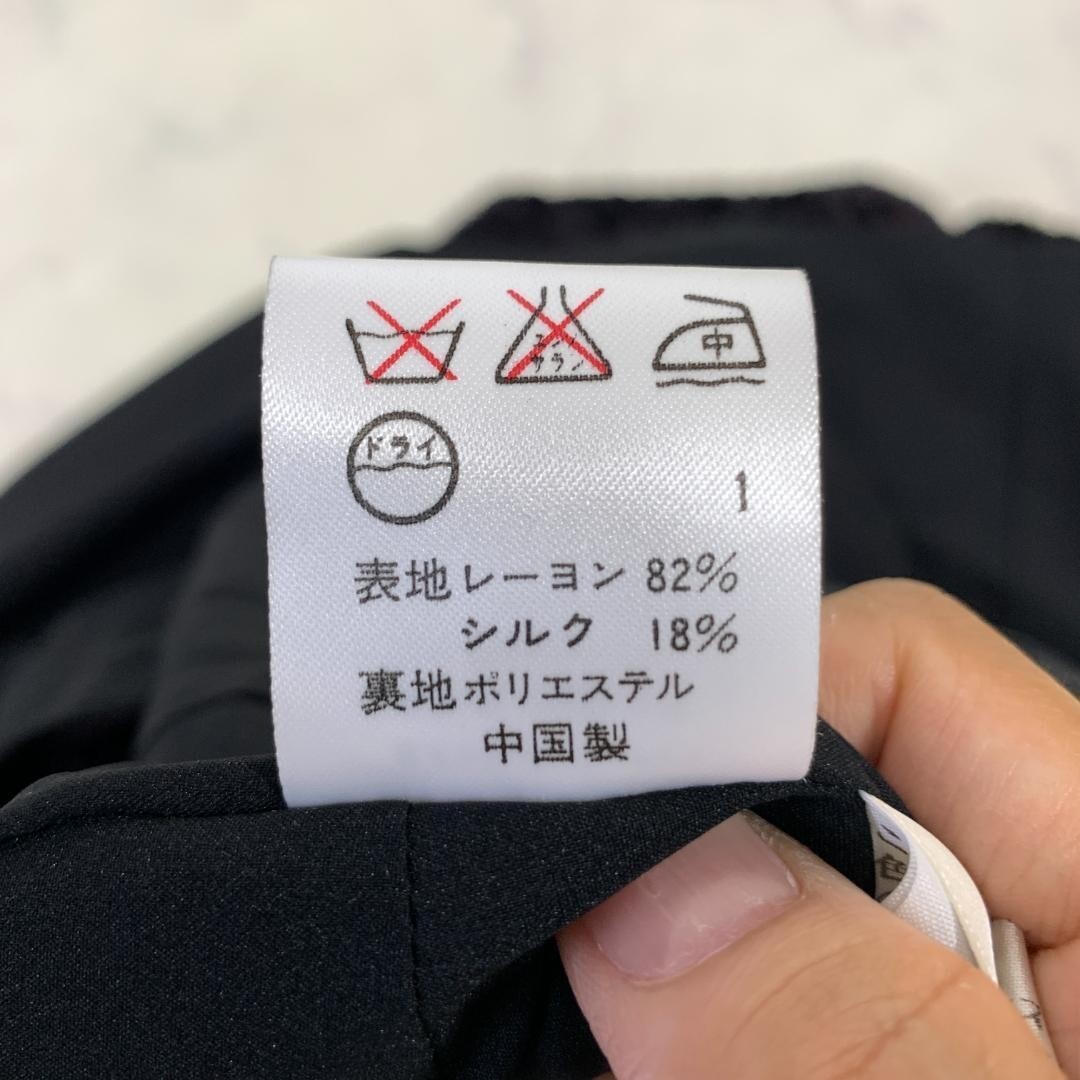 中
ドライ
1
表地レーヨン 82%
シルク 18%
裏地ポリエステル
中国製
色